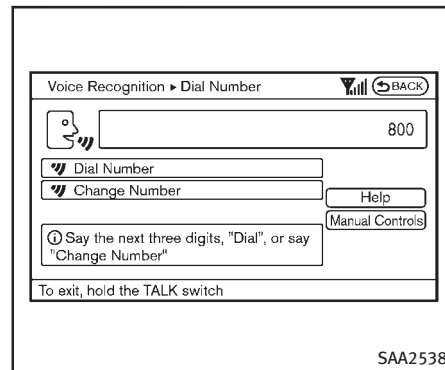 Voice Recognition ▸ Dial Number
BACK
800
Dial Number
Change Number
Help
Manual Controls
Say the next three digits, "Dial", or say
"Change Number"
To exit, hold the TALK switch
SAA2538